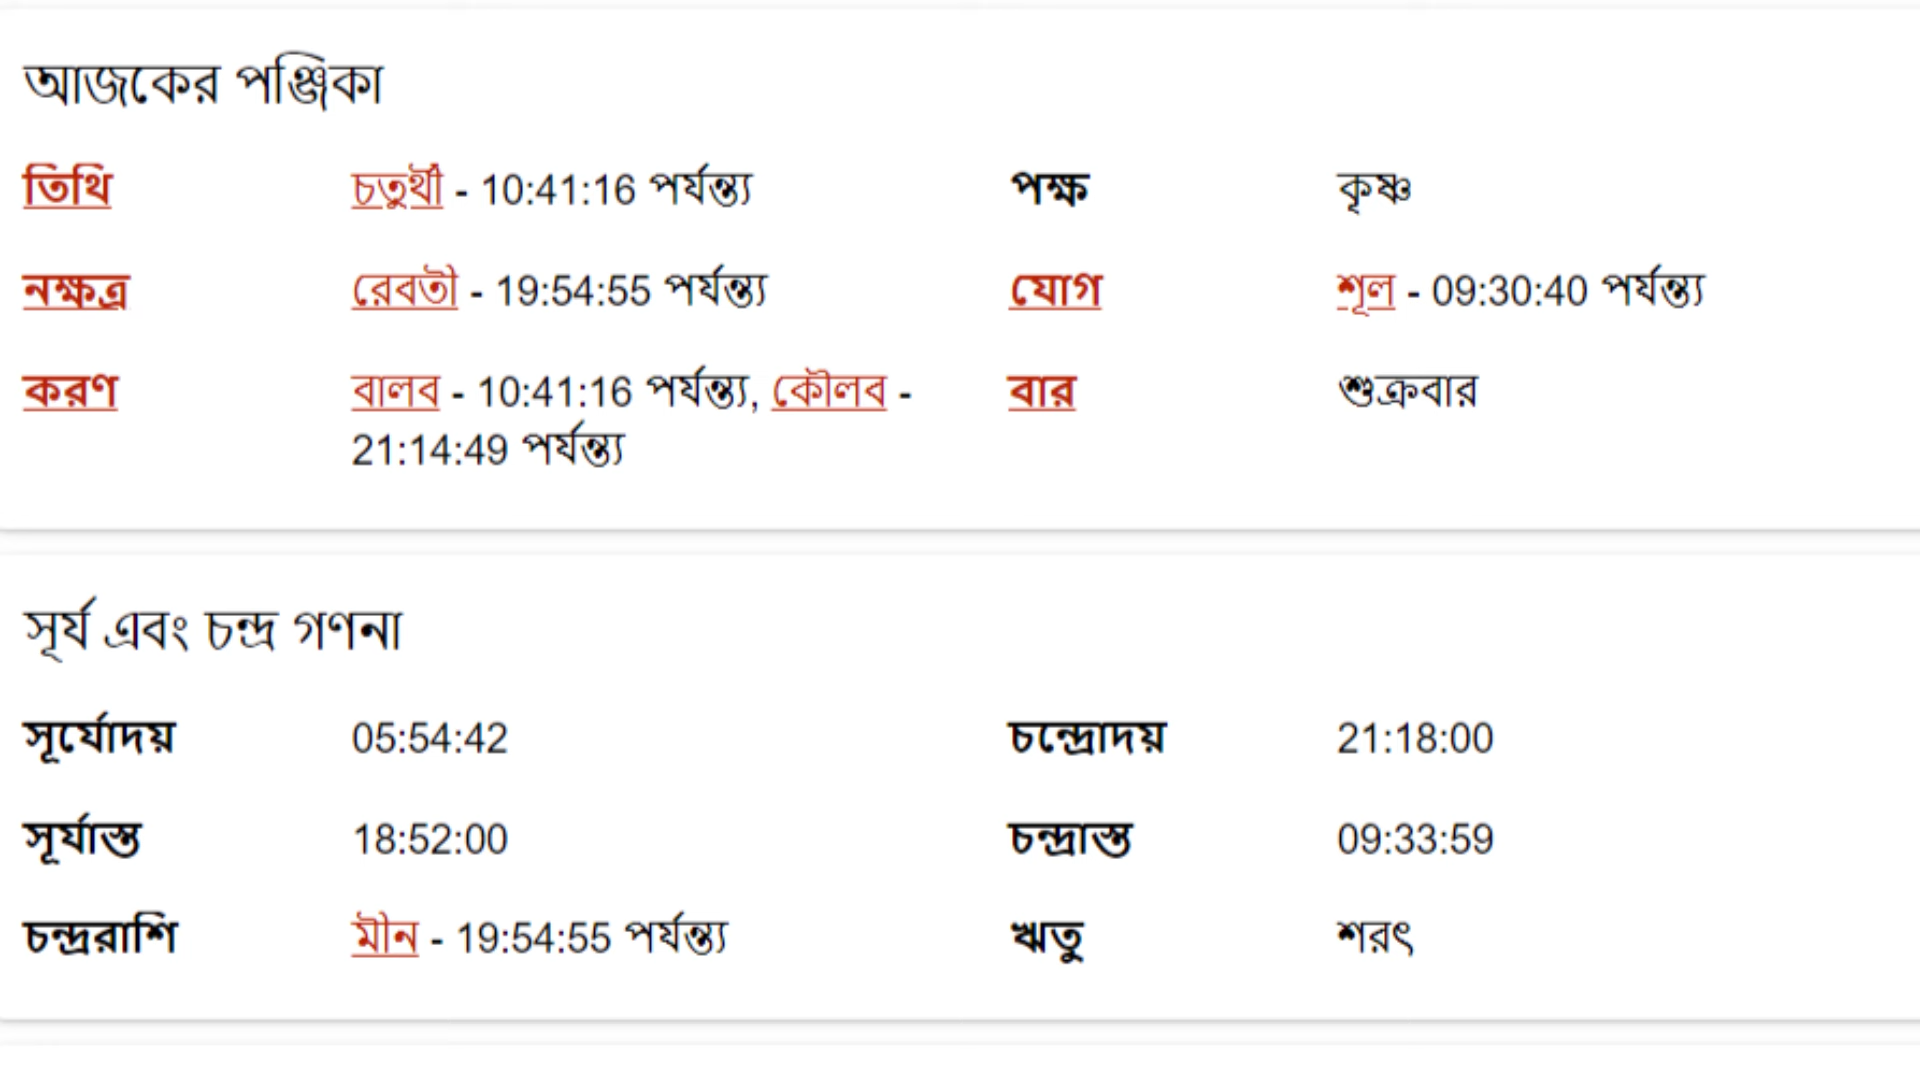 আজকের পঞ্জিকা
তিথি চতুর্থী - 10:41:16 পর্যন্ত্য পক্ষ কৃষ্ণ
নক্ষত্র রেবতী - 19:54:55 পর্যন্ত্য যোগ শূল - 09:30:40 পর্যন্ত্য
করণ বালব - 10:41:16 পর্যন্ত্য, কৌলব - বার শুক্রবার
21:14:49 পর্যন্ত্য
সূর্য এবং চন্দ্র গণনা
সূর্যোদয় 05:54:42 চন্দ্রোদয় 21:18:00
সূর্যাস্ত 18:52:00 চন্দ্রাস্ত 09:33:59
চন্দ্ররাশি মীন - 19:54:55 পর্যন্ত্য ঋতু শরৎ